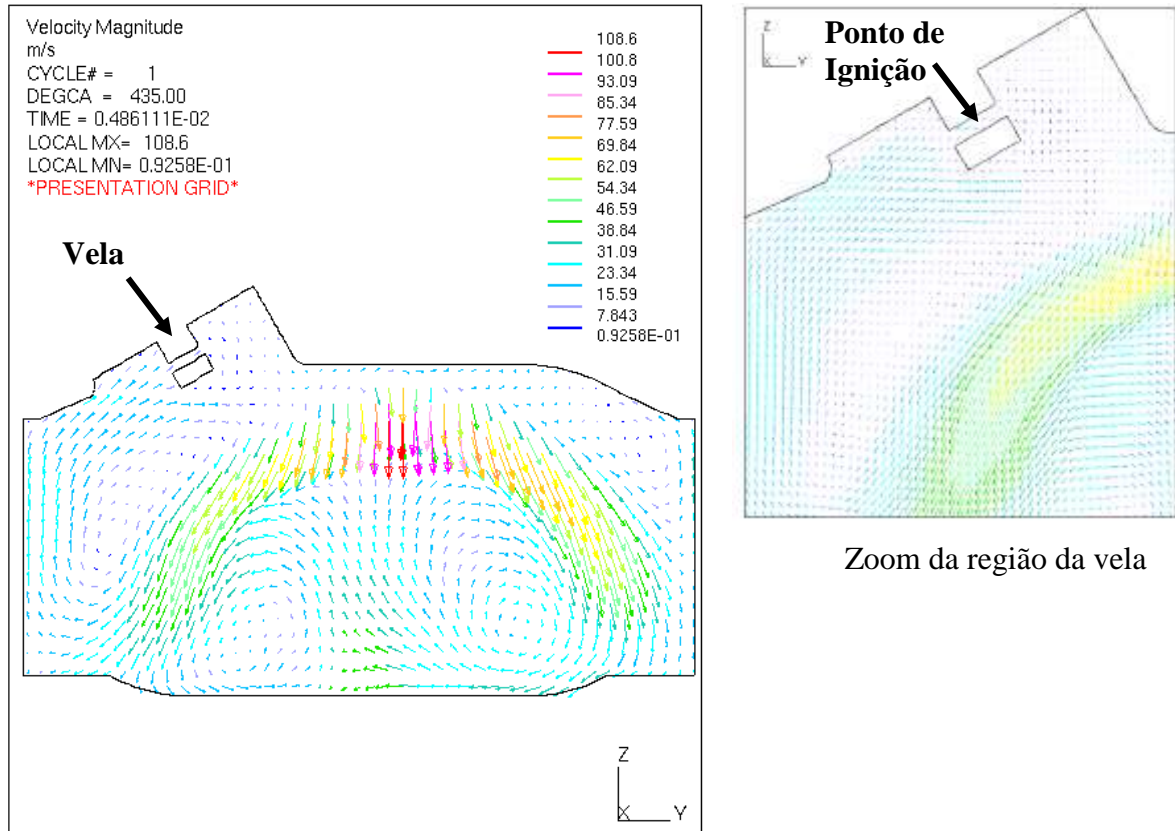 Velocity Magnitude
m/s
CYCLE# = 1
DEGCA = 435.00
TIME = 0.486111E-02
LOCAL MX= 108.6
LOCAL MN= 0.9258E-01
*PRESENTATION GRID*
108.6
100.8
93.09
85.34
77.59
69.84
62.09
54.34
46.59
38.84
31.09
23.34
15.59
7.843
0.9258E-01
Vela
Z
X
Y
Z
X
Y
Ponto de
Ignição
Zoom da região da vela